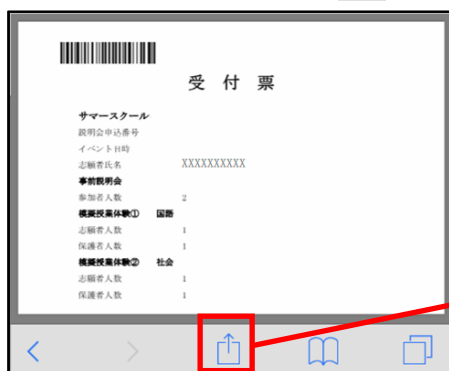 受 付 票
サマースクール
説明会申込番号
イベント日時
志願者氏名 XXXXXXXXXX
事前説明会
参加者人数 2
模擬授業体験① 国語
志願者人数 1
保護者人数 1
模擬授業体験② 社会
志願者人数 1
保護者人数 1